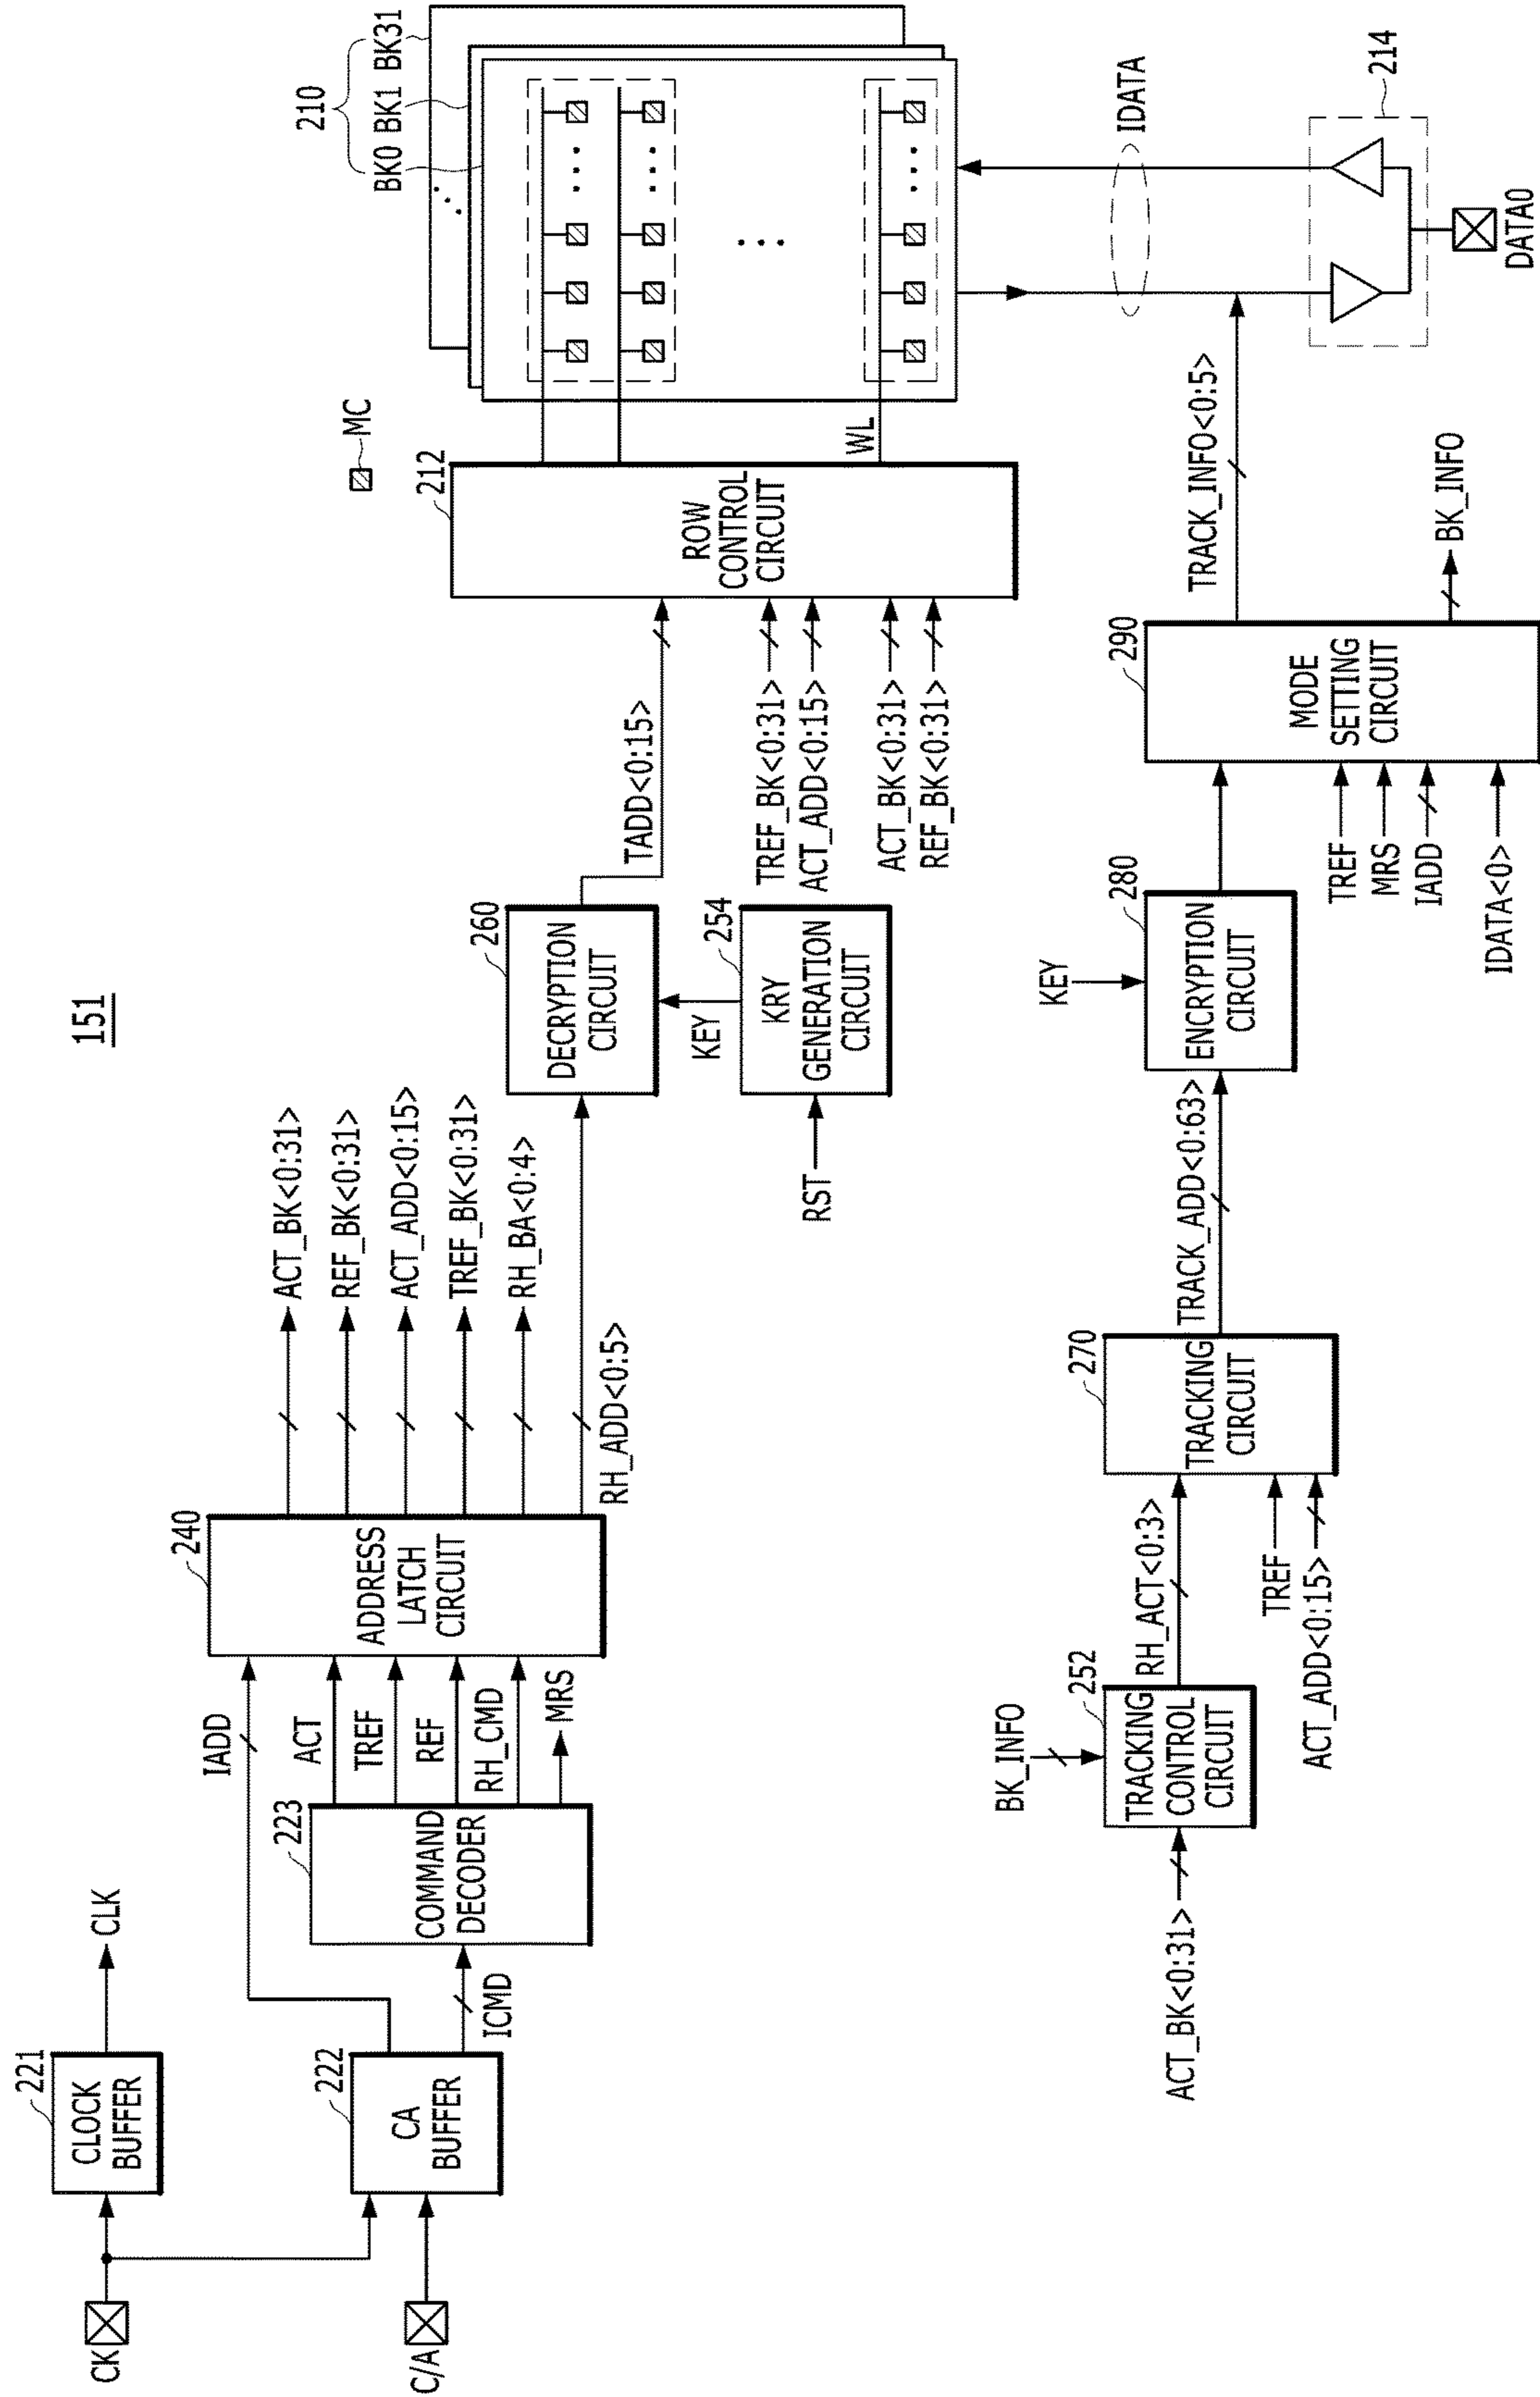 151
CK
C/A
221
CLOCK
BUFFER
CLK
222
CA
BUFFER
IADD
ICMD
223
COMMAND
DECODER
ACT
TREF
REF
RH_CMD
MRS
240
ADDRESS
LATCH
CIRCUIT
ACT_BK<0:31>
REF_BK<0:31>
ACT_ADD<0:15>
TREF_BK<0:31>
RH_BA<0:4>
RH_ADD<0:5>
260
DECRYPTION
CIRCUIT
KEY
254
KRY
GENERATION
CIRCUIT
RST
TADD<0:15>
TREF_BK<0:31>
ACT_ADD<0:15>
ACT_BK<0:31>
REF_BK<0:31>
212
ROW
CONTROL
CIRCUIT
MC
WL
210
BK0 BK1 BK31
IDATA
214
DATA0
ACT_BK<0:31>
BK_INFO
252
TRACKING
CONTROL
CIRCUIT
RH_ACT<0:3>
TREF
ACT_ADD<0:15>
270
TRACKING
CIRCUIT
TRACK_ADD<0:63>
KEY
280
ENCRYPTION
CIRCUIT
TREF
MRS
IADD
IDATA<0>
290
MODE
SETTING
CIRCUIT
TRACK_INFO<0:5>
BK_INFO